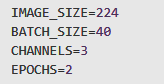 IMAGE_SIZE=224
BATCH_SIZE=40
CHANNELS=3
EPOCHS=2